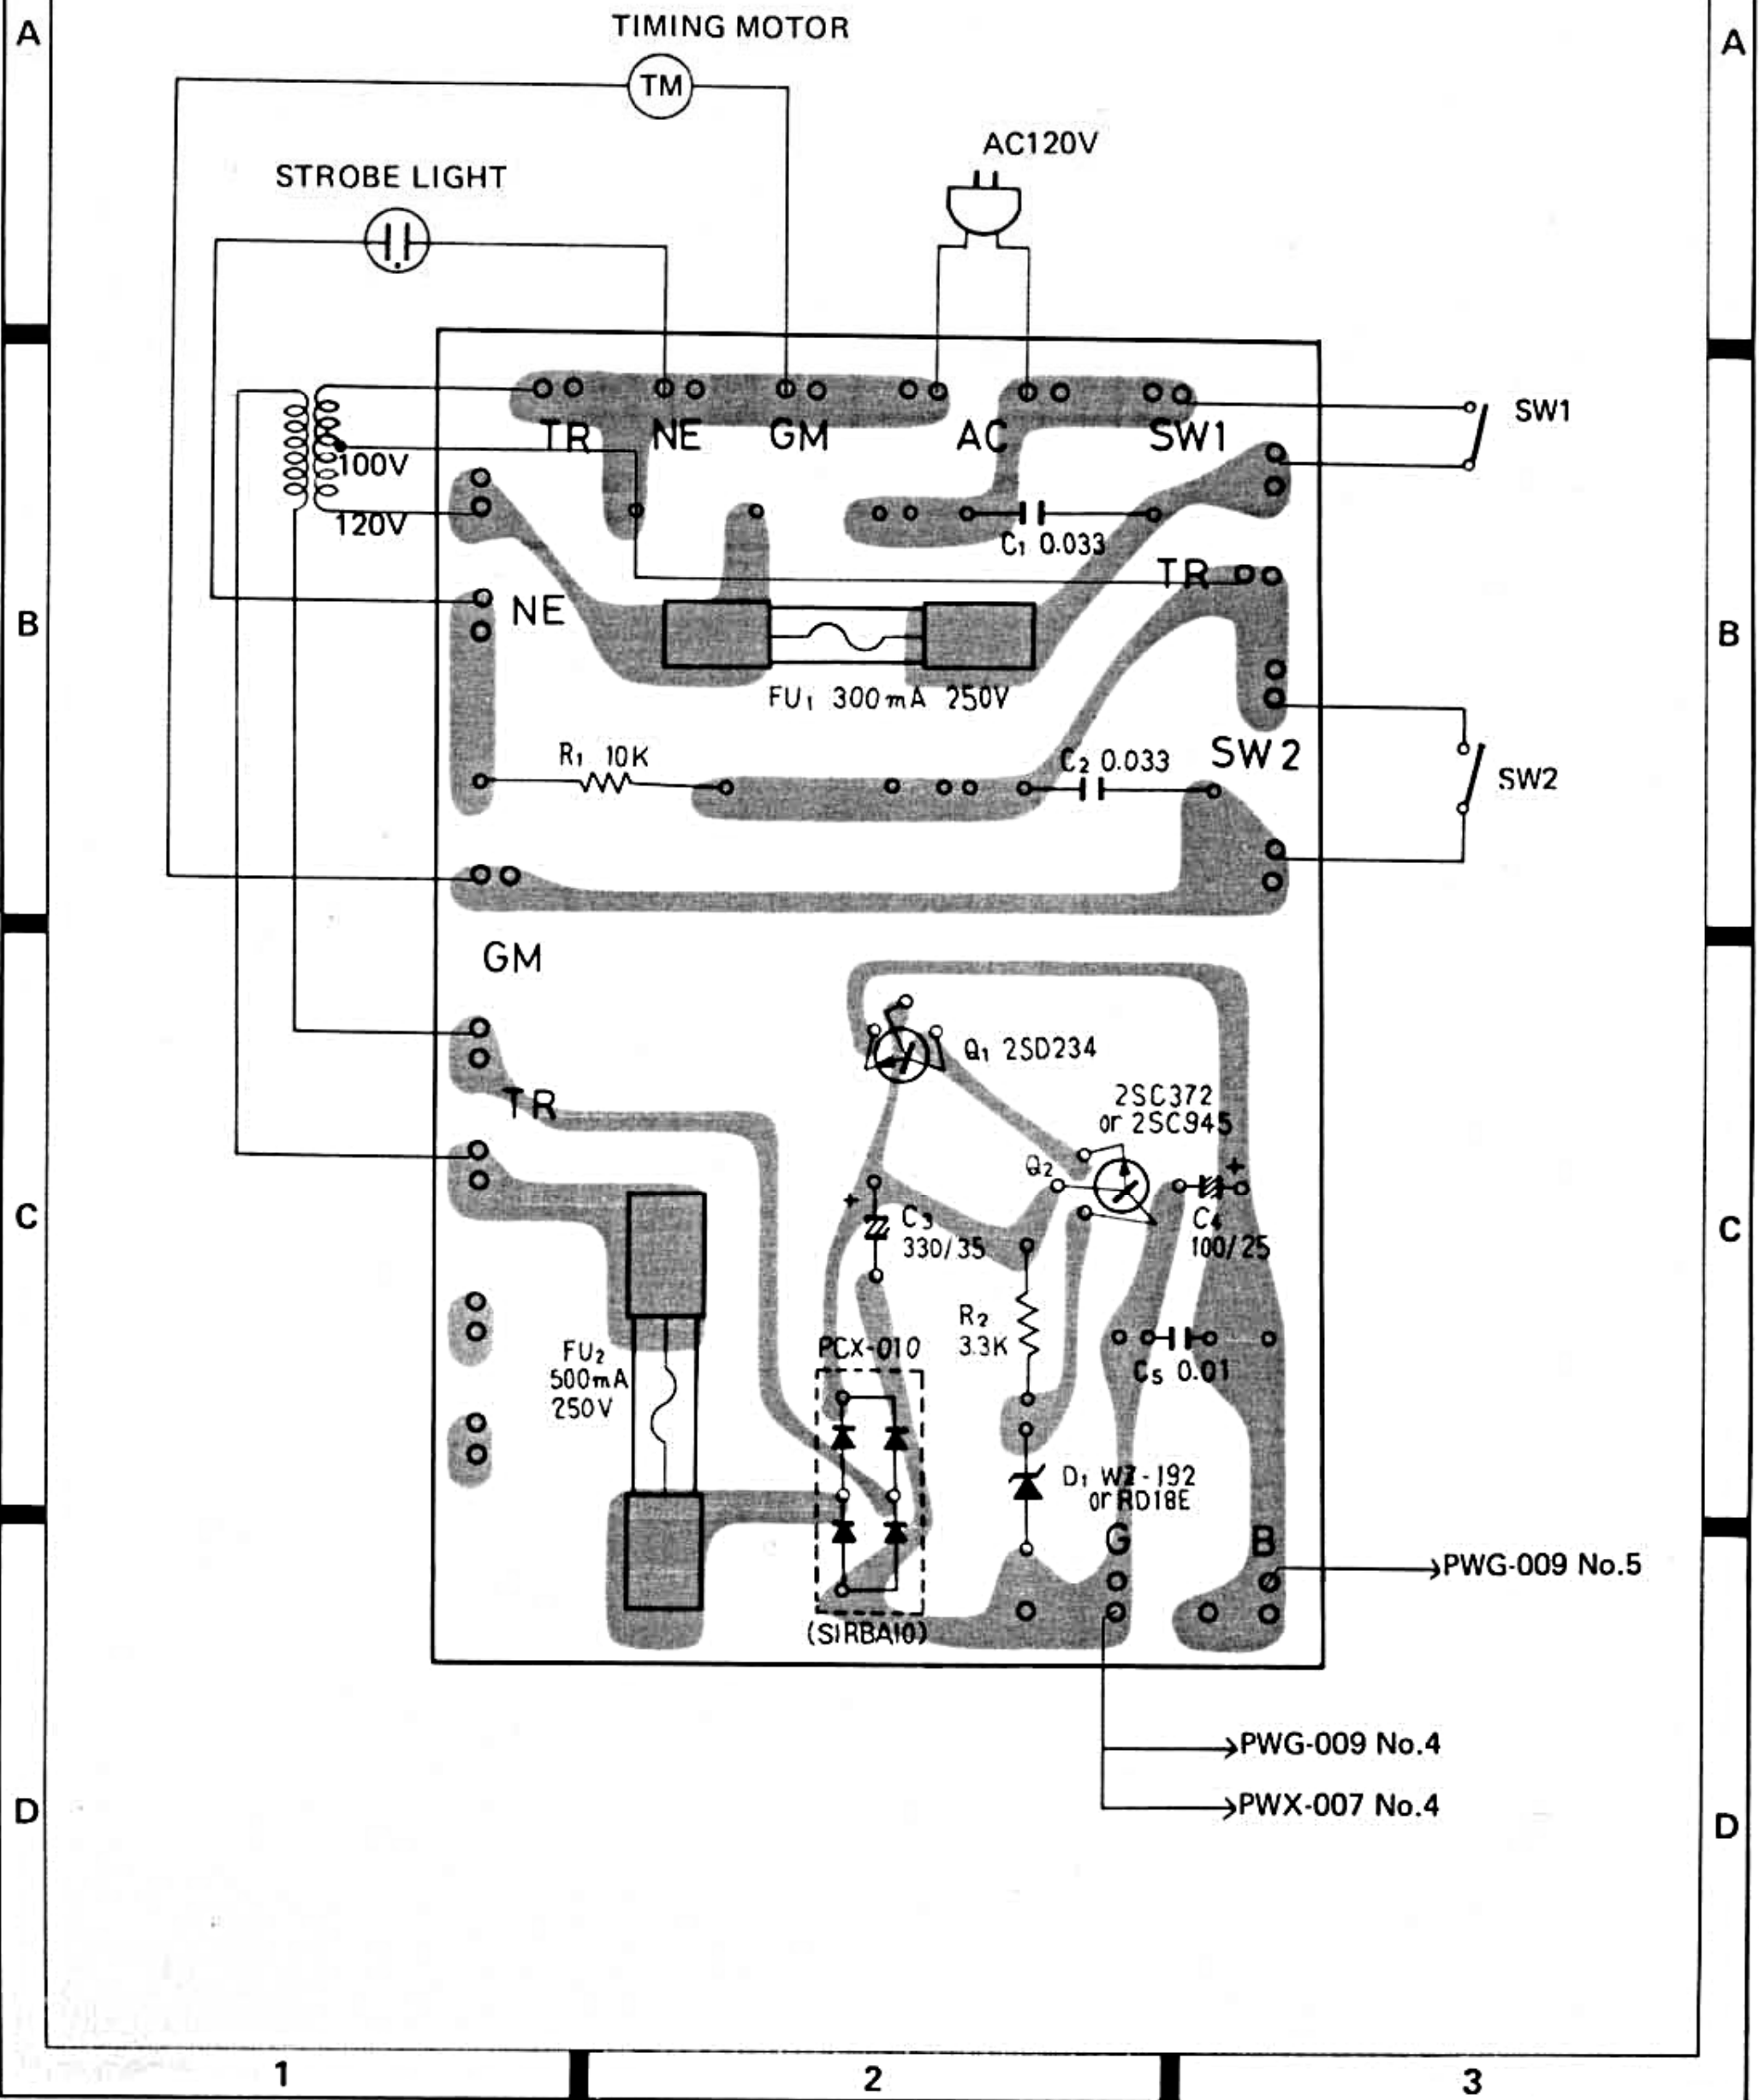 TIMING MOTOR
A
A
TM
AC120V
STROBE LIGHT
SW1
TR NE GM AC SW1
100V
120V
C1 0.033
TR
NE
B
B
FU1 300mA 250V
R1 10K
C2 0.033
SW2
SW2
GM
Q1 2SD234
TR
2SC372
or 2SC945
Q2
+
+
C
C3
330/35
C4
100/25
C
R2
3.3K
PCX-010
FU2
500mA
250V
C5 0.01
D1 WZ-192
or RD18E
G
B
PWG-009 No.5
(SIRBA10)
PWG-009 No.4
PWX-007 No.4
D
D
1
2
3